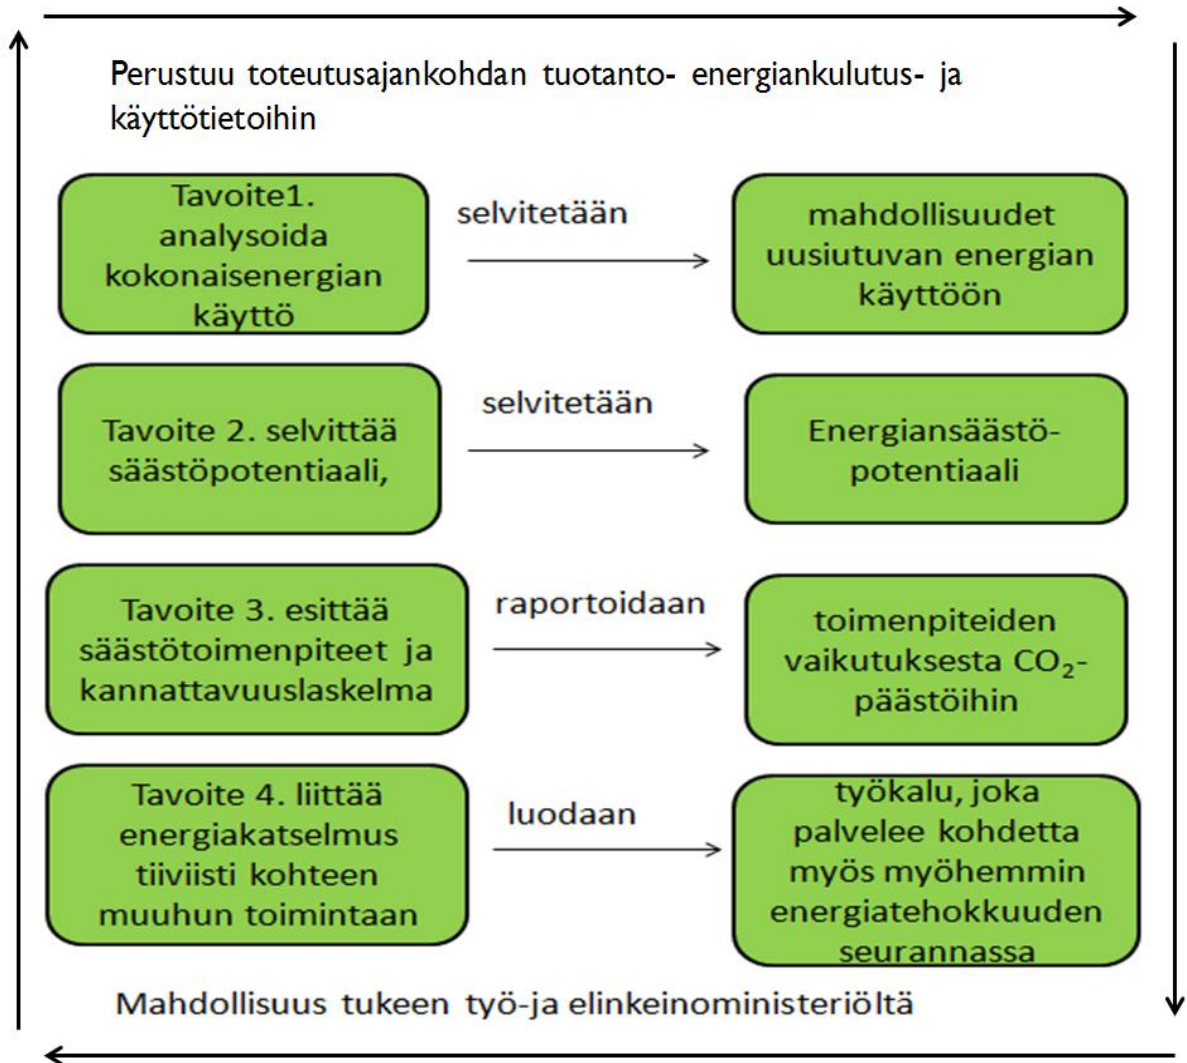 Perustuu toteutusajankohdan tuotanto- energiankulutus- ja
käyttötietoihin
Tavoite1.
analysoida
kokonaisenergian
käyttö
selvitetään
mahdollisuudet
uusiutuvan energian
käyttöön
Tavoite 2. selvittää
säästöpotentiaali,
selvitetään
Energiansäästö-
potentiaali
Tavoite 3. esittää
säästötoimenpiteet ja
kannattavuuslaskelma
raportoidaan
toimenpiteiden
vaikutuksesta CO₂-
päästöihin
Tavoite 4. liittää
energiakatselmus
tiiviisti kohteen
muuhun toimintaan
luodaan
työkalu, joka
palvelee kohdetta
myös myöhemmin
energiatehokkuuden
seurannassa
Mahdollisuus tukeen työ-ja elinkeinoministeriöltä